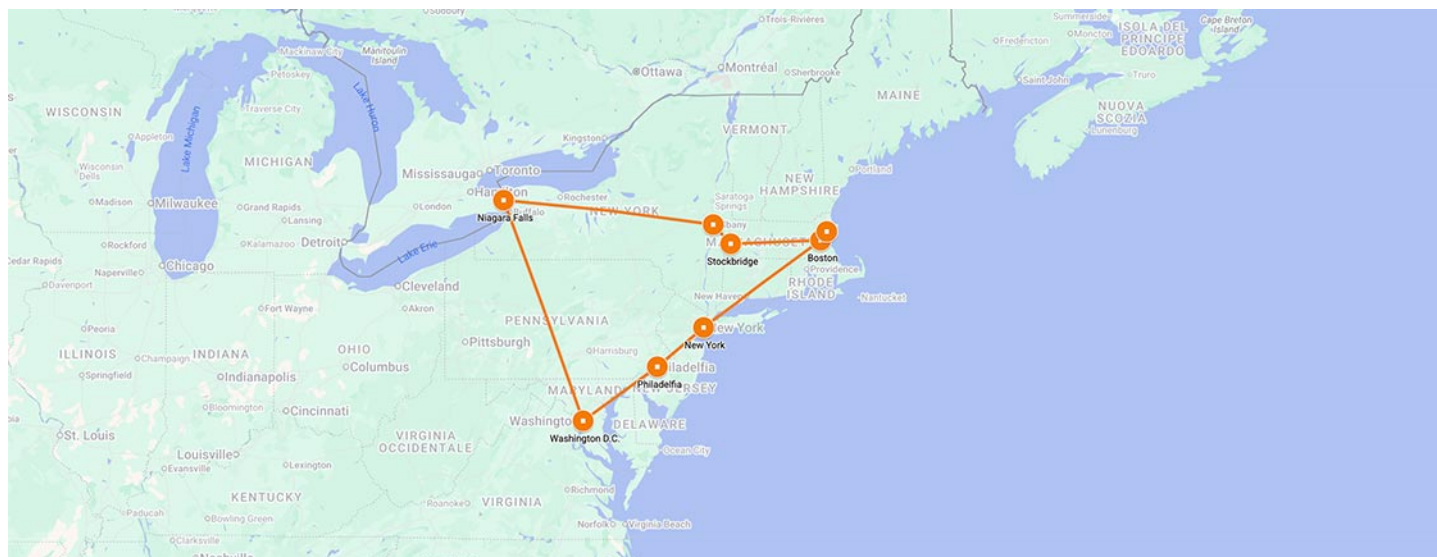 Sudbury
Trois-Rivières
Summerside
Moncton
Cape Breton
Island
ISOLA DEL
PRINCIPE
EDOARDO
Fredericton
Mackinaw City
Manitoulin
Island
Petoskey
Ottawa
Montréal
Sherbrooke
Saint John
Truro
WISCONSIN
Traverse City
Lake Huron
MAINE
NUOVA
SCOZIA
Lunenburg
Appleton
Lake Michigan
Kingston
VERMONT
Wisconsin
Dells
MICHIGAN
Mississauga
Toronto
Portland
Madison
Milwaukee
Grand Rapids
Lansing
London
Hamilton
Rochester
Saratoga
Springs
NEW
HAMPSHIRE
Niagara Falls
Buffalo
NEW YORK
Albany
Rockford
Kalamazoo
Detroit
Lake Erie
MASSACHUSET
Stockbridge
Boston
Cedar Rapids
Naperville
Chicago
Providence
Davenport
Cleveland
RHODE
ISLAND
New Haven
Nantucket
Fort Wayne
Akron
PENNSYLVANIA
New York
New York
Peoria
Pittsburgh
Harrisburg
ILLINOIS
Champaign
INDIANA
OHIO
Columbus
Philadelfia
Philadelfia
Springfield
Indianapolis
MARYLAND
NEW JERSEY
Bloomington
Cincinnati
Washington
Washington D.C.
DELAWARE
St. Louis
VIRGINIA
OCCIDENTALE
Ocean City
Louisville
Evansville
Lexington
Richmond
KENTUCKY
Roanoke
VIRGINIA
Paducah
Bowling Green
Norfolk
Virginia Beach
Clarksville
Nashville